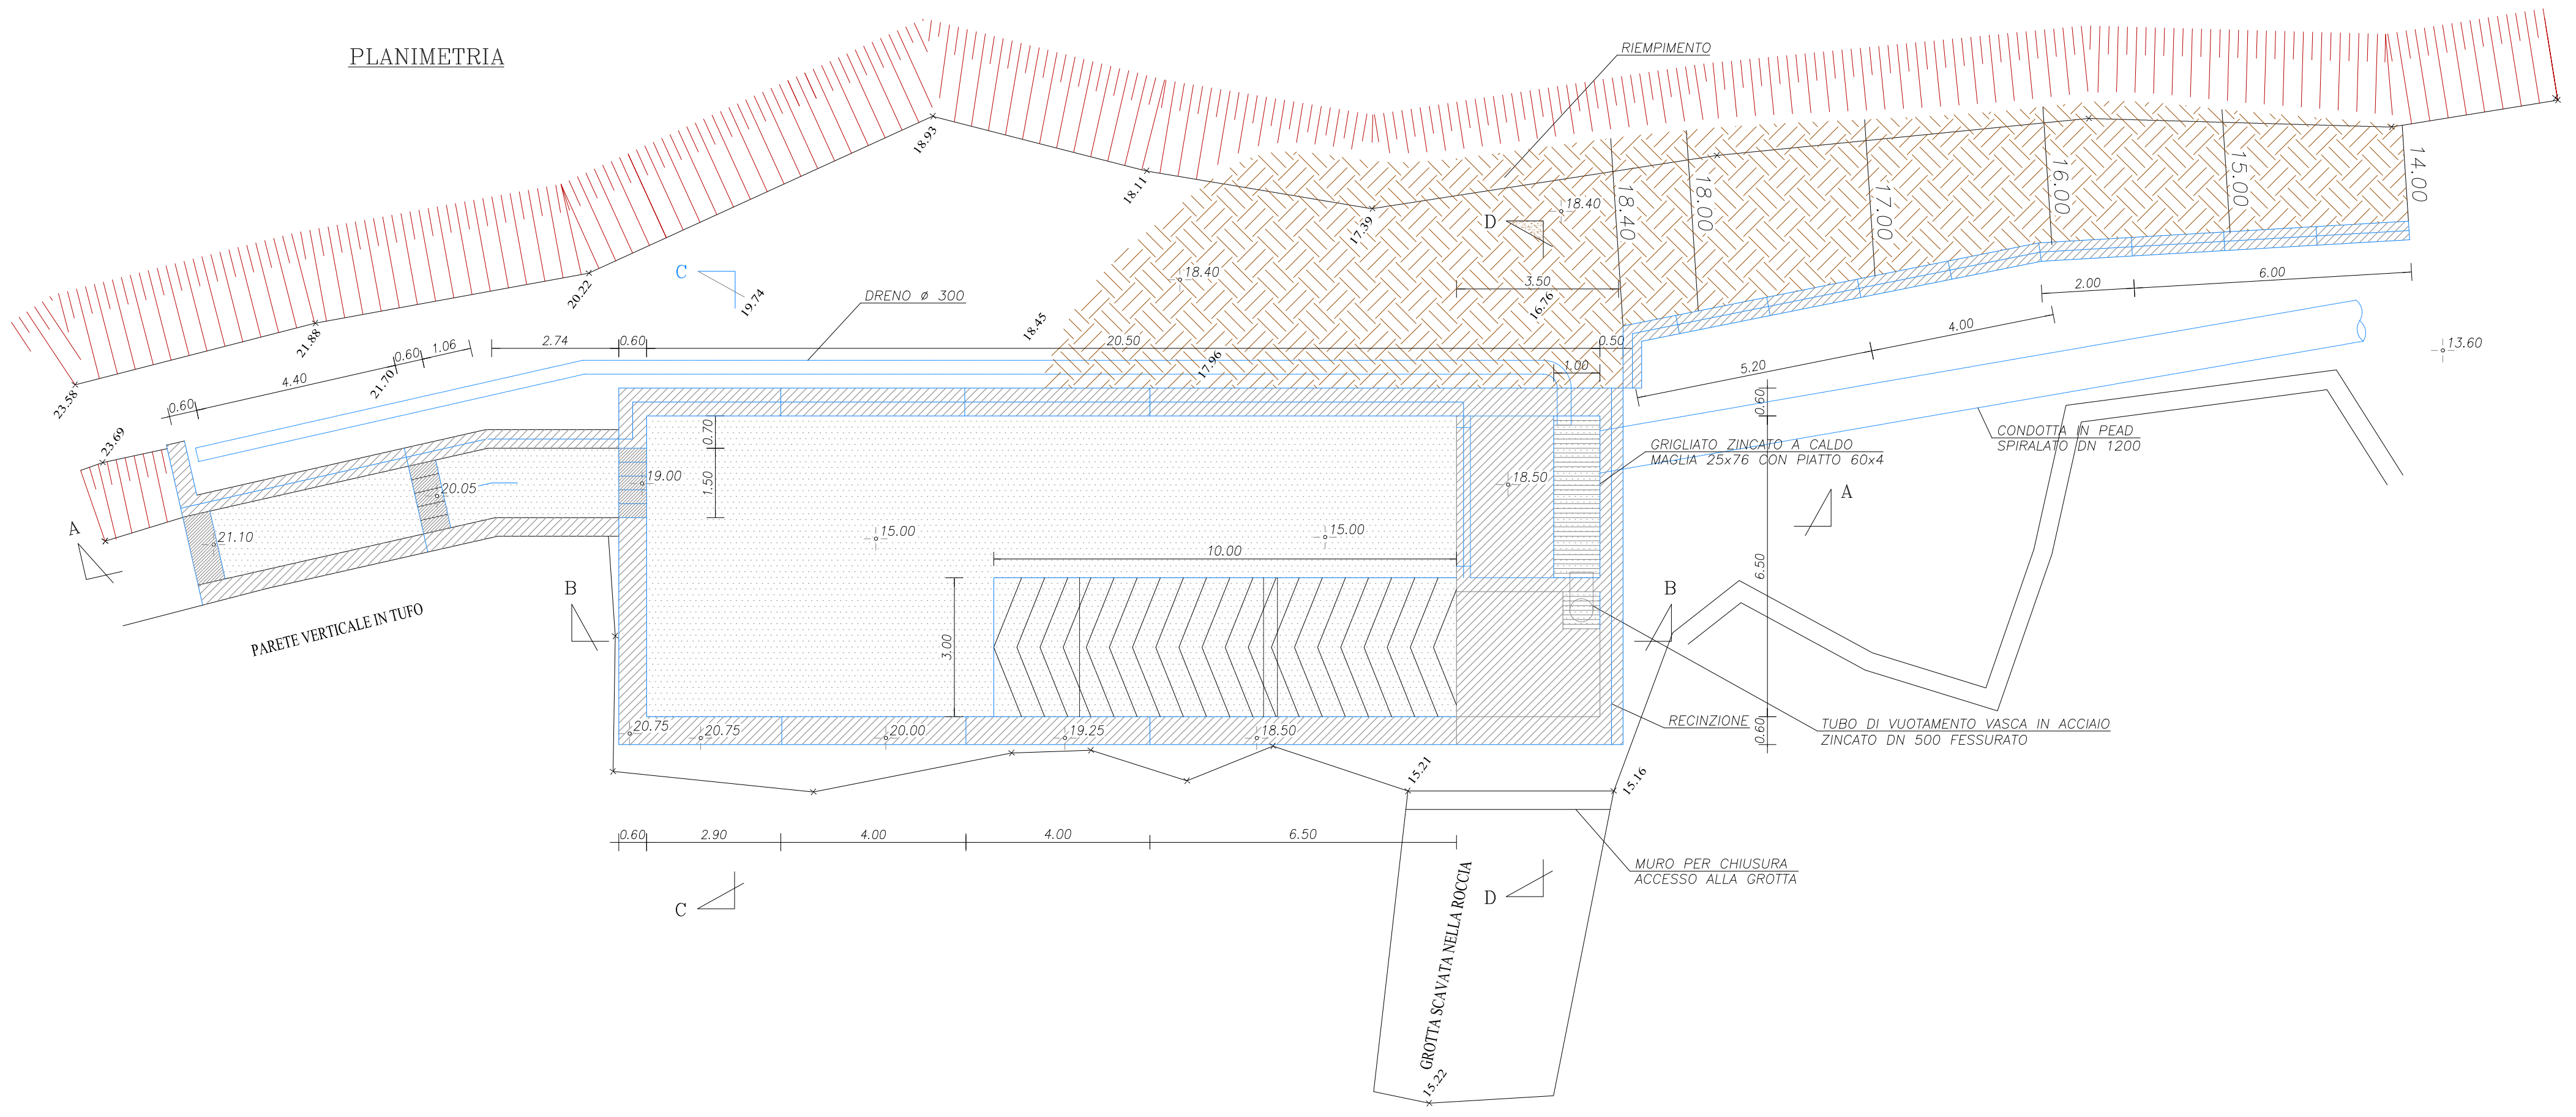 PLANIMETRIA
RIEMPIMENTO
18.93
18.11
17.39
D
18.40
18.40
18.40
18.00
17.00
16.00
15.00
14.00
C
19.74
DRENO ø 300
18.45
17.96
16.76
3.50
2.00
6.00
20.22
21.88
23.58
21.70
23.69
0.60
4.40
0.60
1.06
2.74
0.60
20.50
0.50
1.00
5.20
4.00
13.60
0.60
0.70
1.50
6.50
0.60
CONDOTTA IN PEAD
SPIRALATO DN 1200
GRIGLIATO ZINCATO A CALDO
MAGLIA 25x76 CON PIATTO 60x4
A
A
19.00
20.05
21.10
18.50
15.00
15.00
10.00
3.00
B
B
PARETE VERTICALE IN TUFO
RECINZIONE
TUBO DI VUOTAMENTO VASCA IN ACCIAIO
ZINCATO DN 500 FESSURATO
20.75
20.75
20.00
19.25
18.50
15.21
15.16
0.60
2.90
4.00
4.00
6.50
MURO PER CHIUSURA
ACCESSO ALLA GROTTA
C
D
GROTTA SCAVATA NELLA ROCCIA
15.22